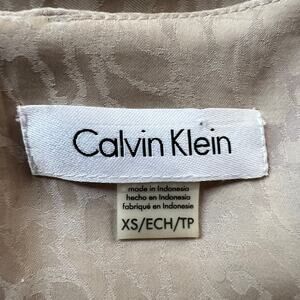 Calvin Klein
made in Indonesia
hecho en Indonesia
fabriqué en Indonésie
XS/ECH/TP